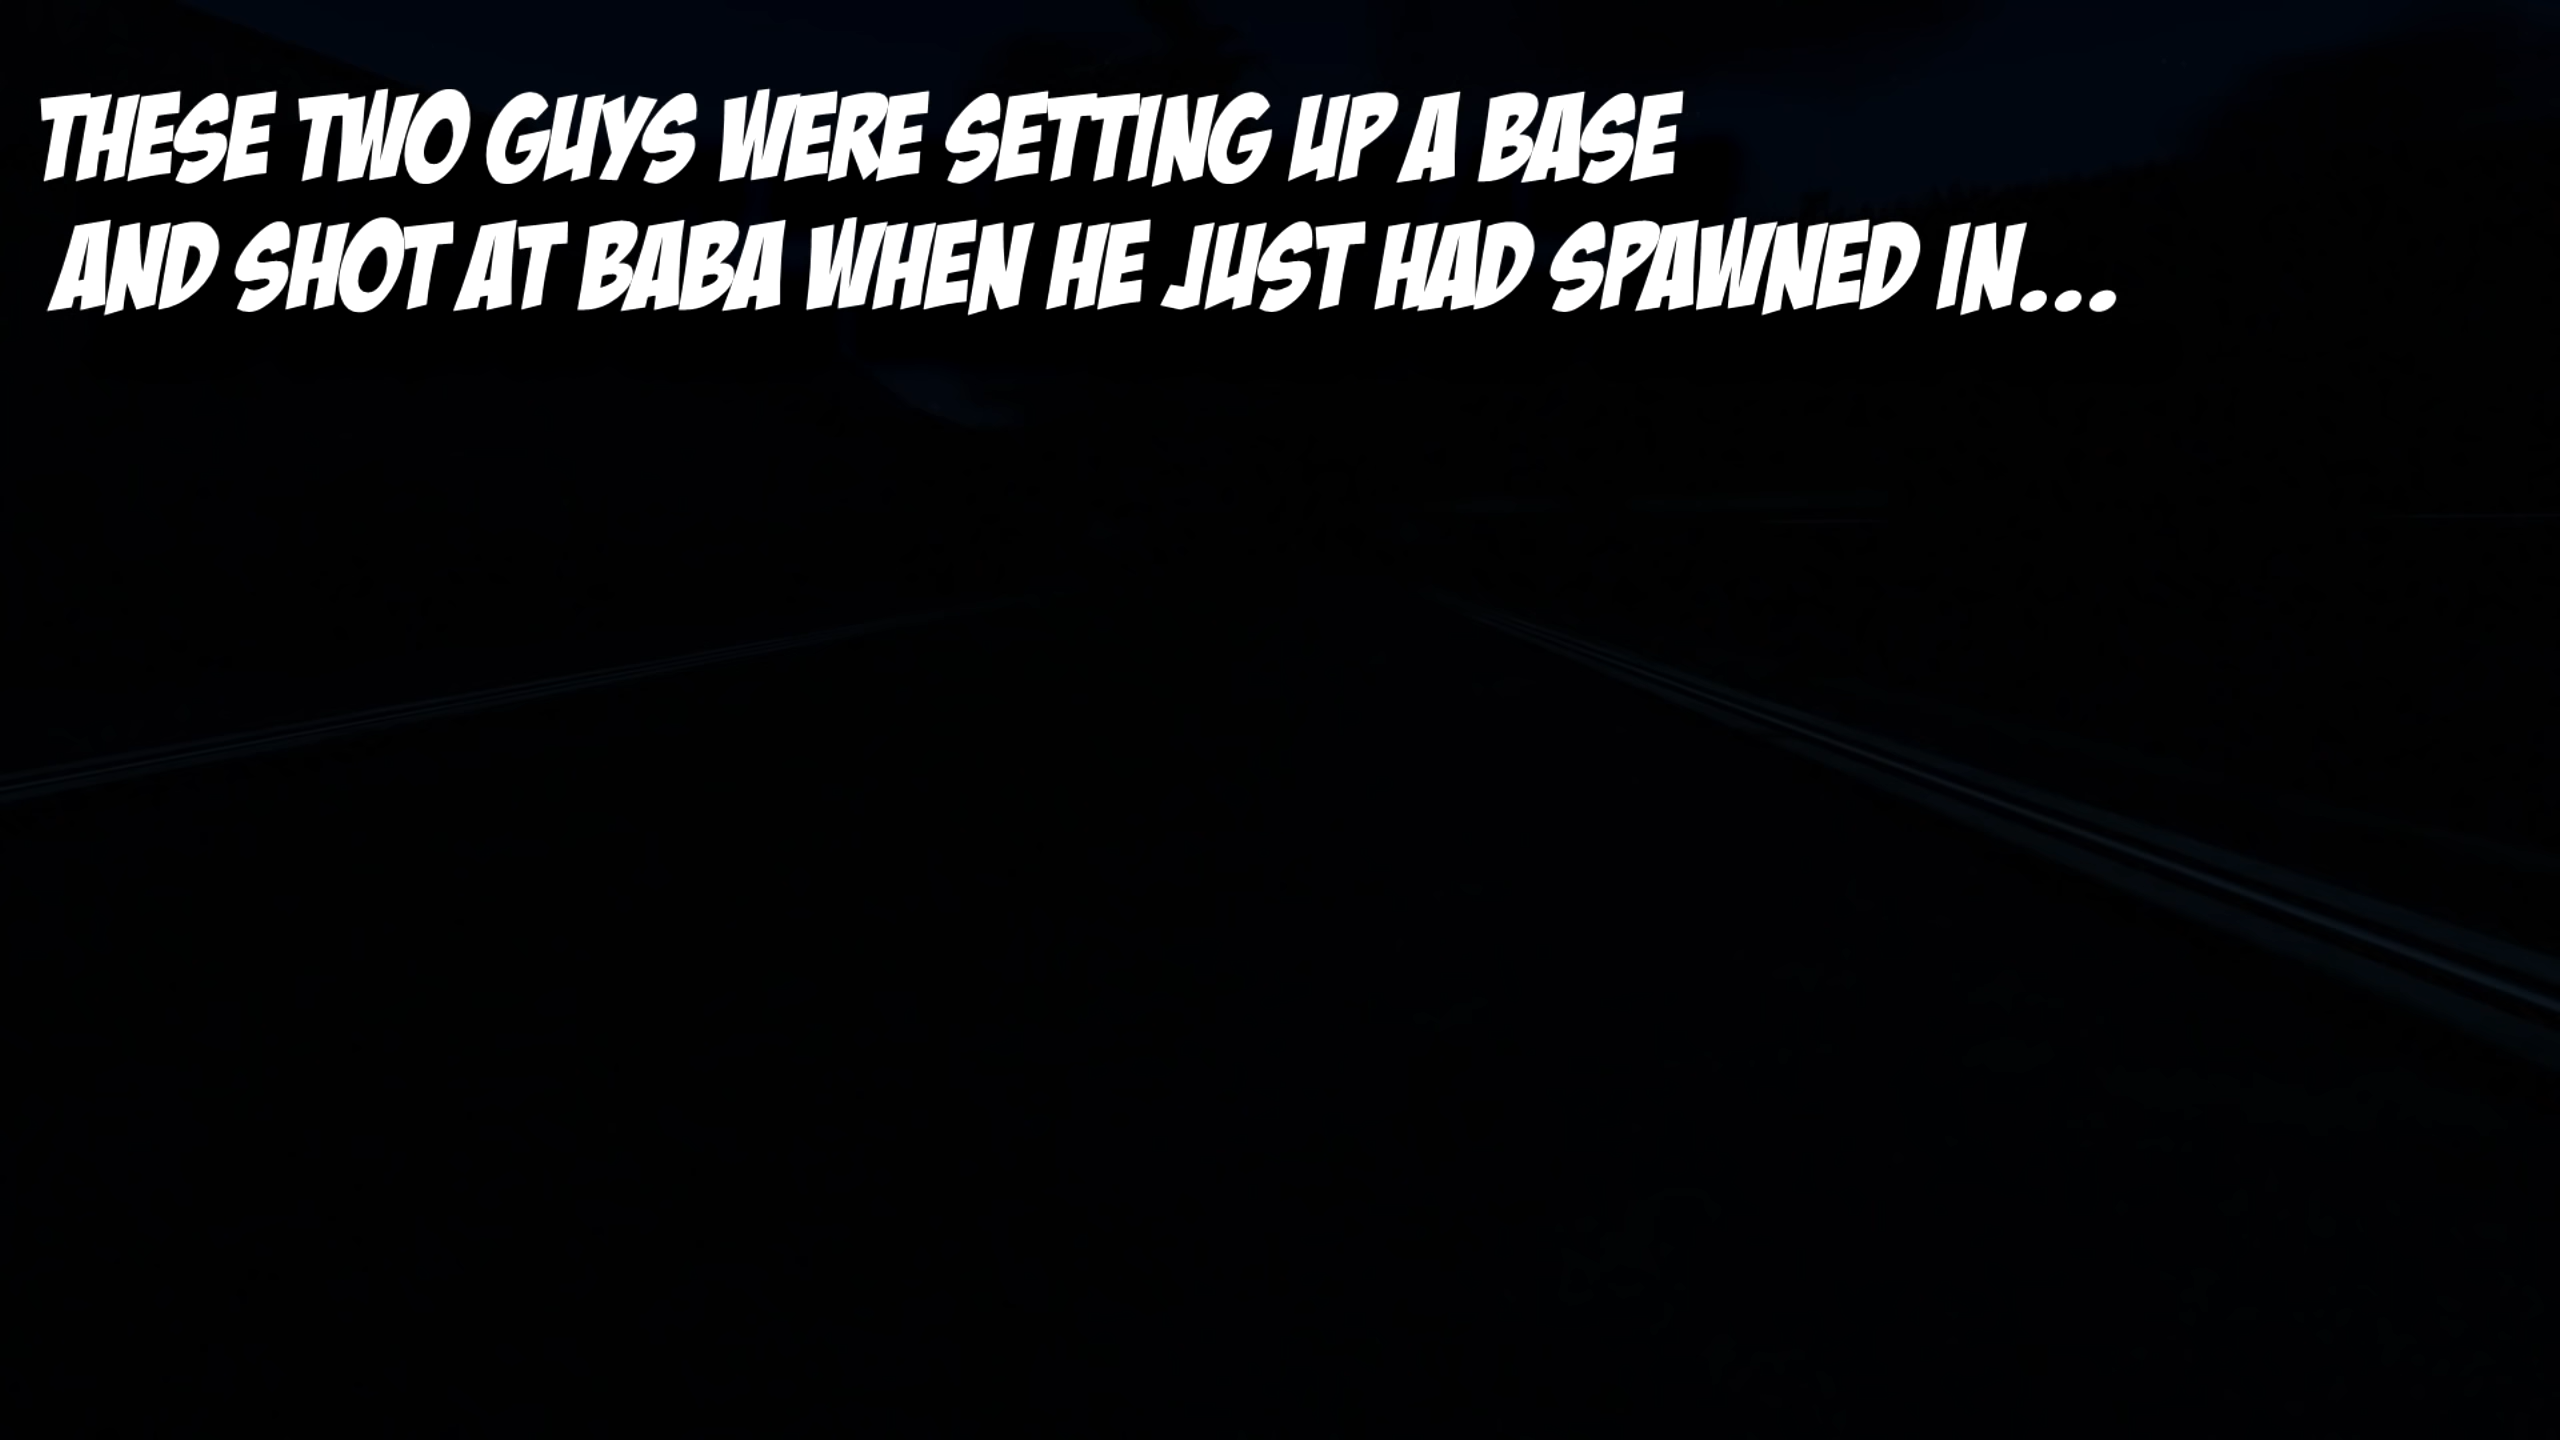 THESE TWO GUYS WERE SETTING UP A BASE
AND SHOT AT BABA WHEN HE JUST HAD SPAWNED IN...